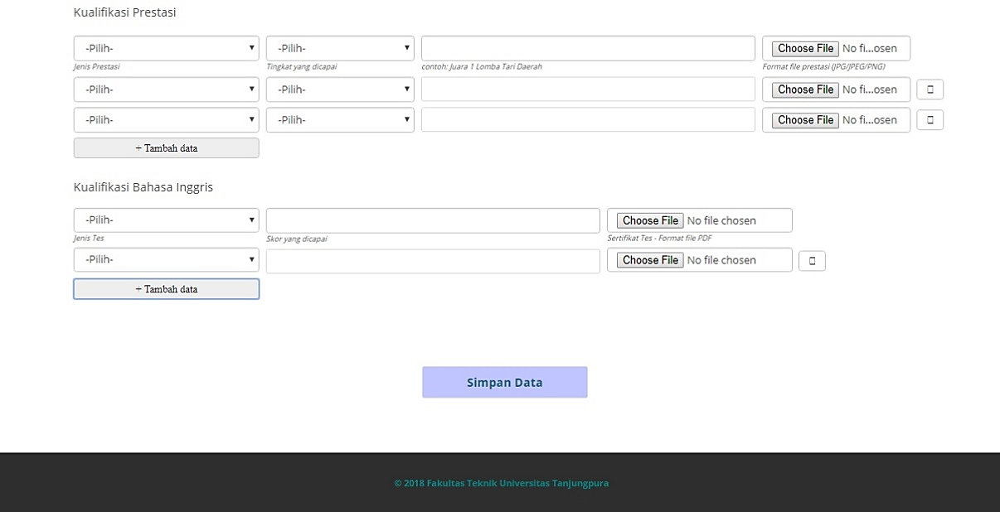 Kualifikasi Prestasi
-Pilih- -Pilih- Choose File No fi...osen
Jenis Prestasi Tingkat yang dicapai contoh: Juara 1 Lomba Tari Daerah Format file prestasi (JPG/JPEG/PNG)
-Pilih- -Pilih- Choose File No fi...osen
-Pilih- -Pilih- Choose File No fi...osen
+ Tambah data
Kualifikasi Bahasa Inggris
-Pilih- Choose File No file chosen
Jenis Tes Skor yang dicapai Sertifikat Tes - Format file PDF
-Pilih- Choose File No file chosen
+ Tambah data
Simpan Data
© 2018 Fakultas Teknik Universitas Tanjungpura